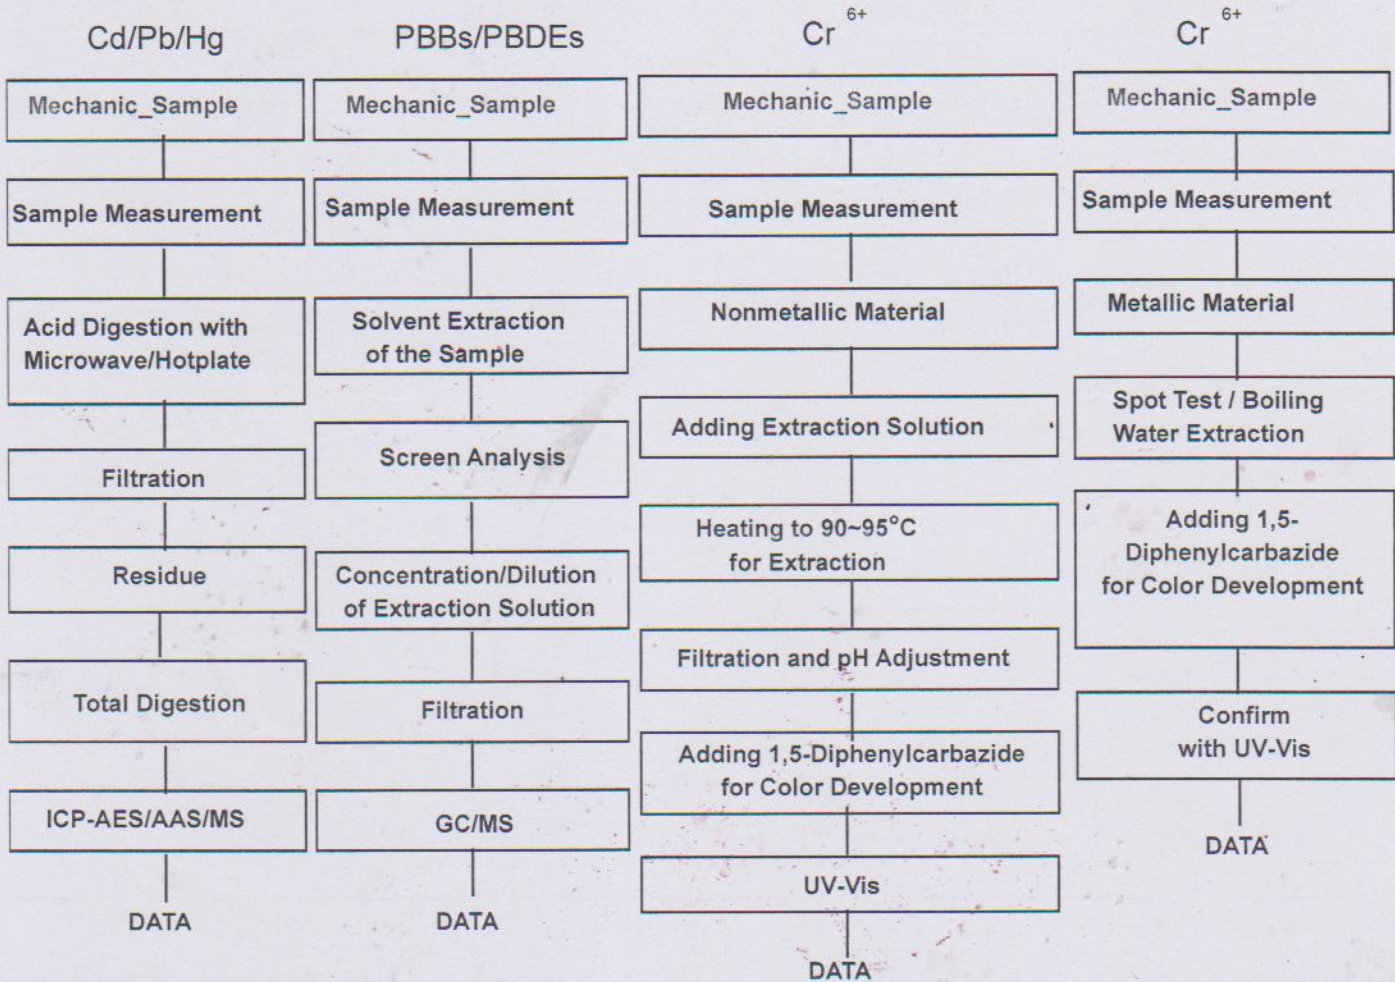 Cd/Pb/Hg
Mechanic_Sample
Sample Measurement
Acid Digestion with
Microwave/Hotplate
Filtration
Residue
Total Digestion
ICP-AES/AAS/MS
DATA
PBBs/PBDEs
Mechanic_Sample
Sample Measurement
Solvent Extraction
of the Sample
Screen Analysis
Concentration/Dilution
of Extraction Solution
Filtration
GC/MS
DATA
Cr 6+
Mechanic_Sample
Sample Measurement
Nonmetallic Material
Adding Extraction Solution
Heating to 90~95°C
for Extraction
Filtration and pH Adjustment
Adding 1,5-Diphenylcarbazide
for Color Development
UV-Vis
DATA
Cr 6+
Mechanic_Sample
Sample Measurement
Metallic Material
Spot Test / Boiling
Water Extraction
Adding 1,5-
Diphenylcarbazide
for Color Development
Confirm
with UV-Vis
DATA